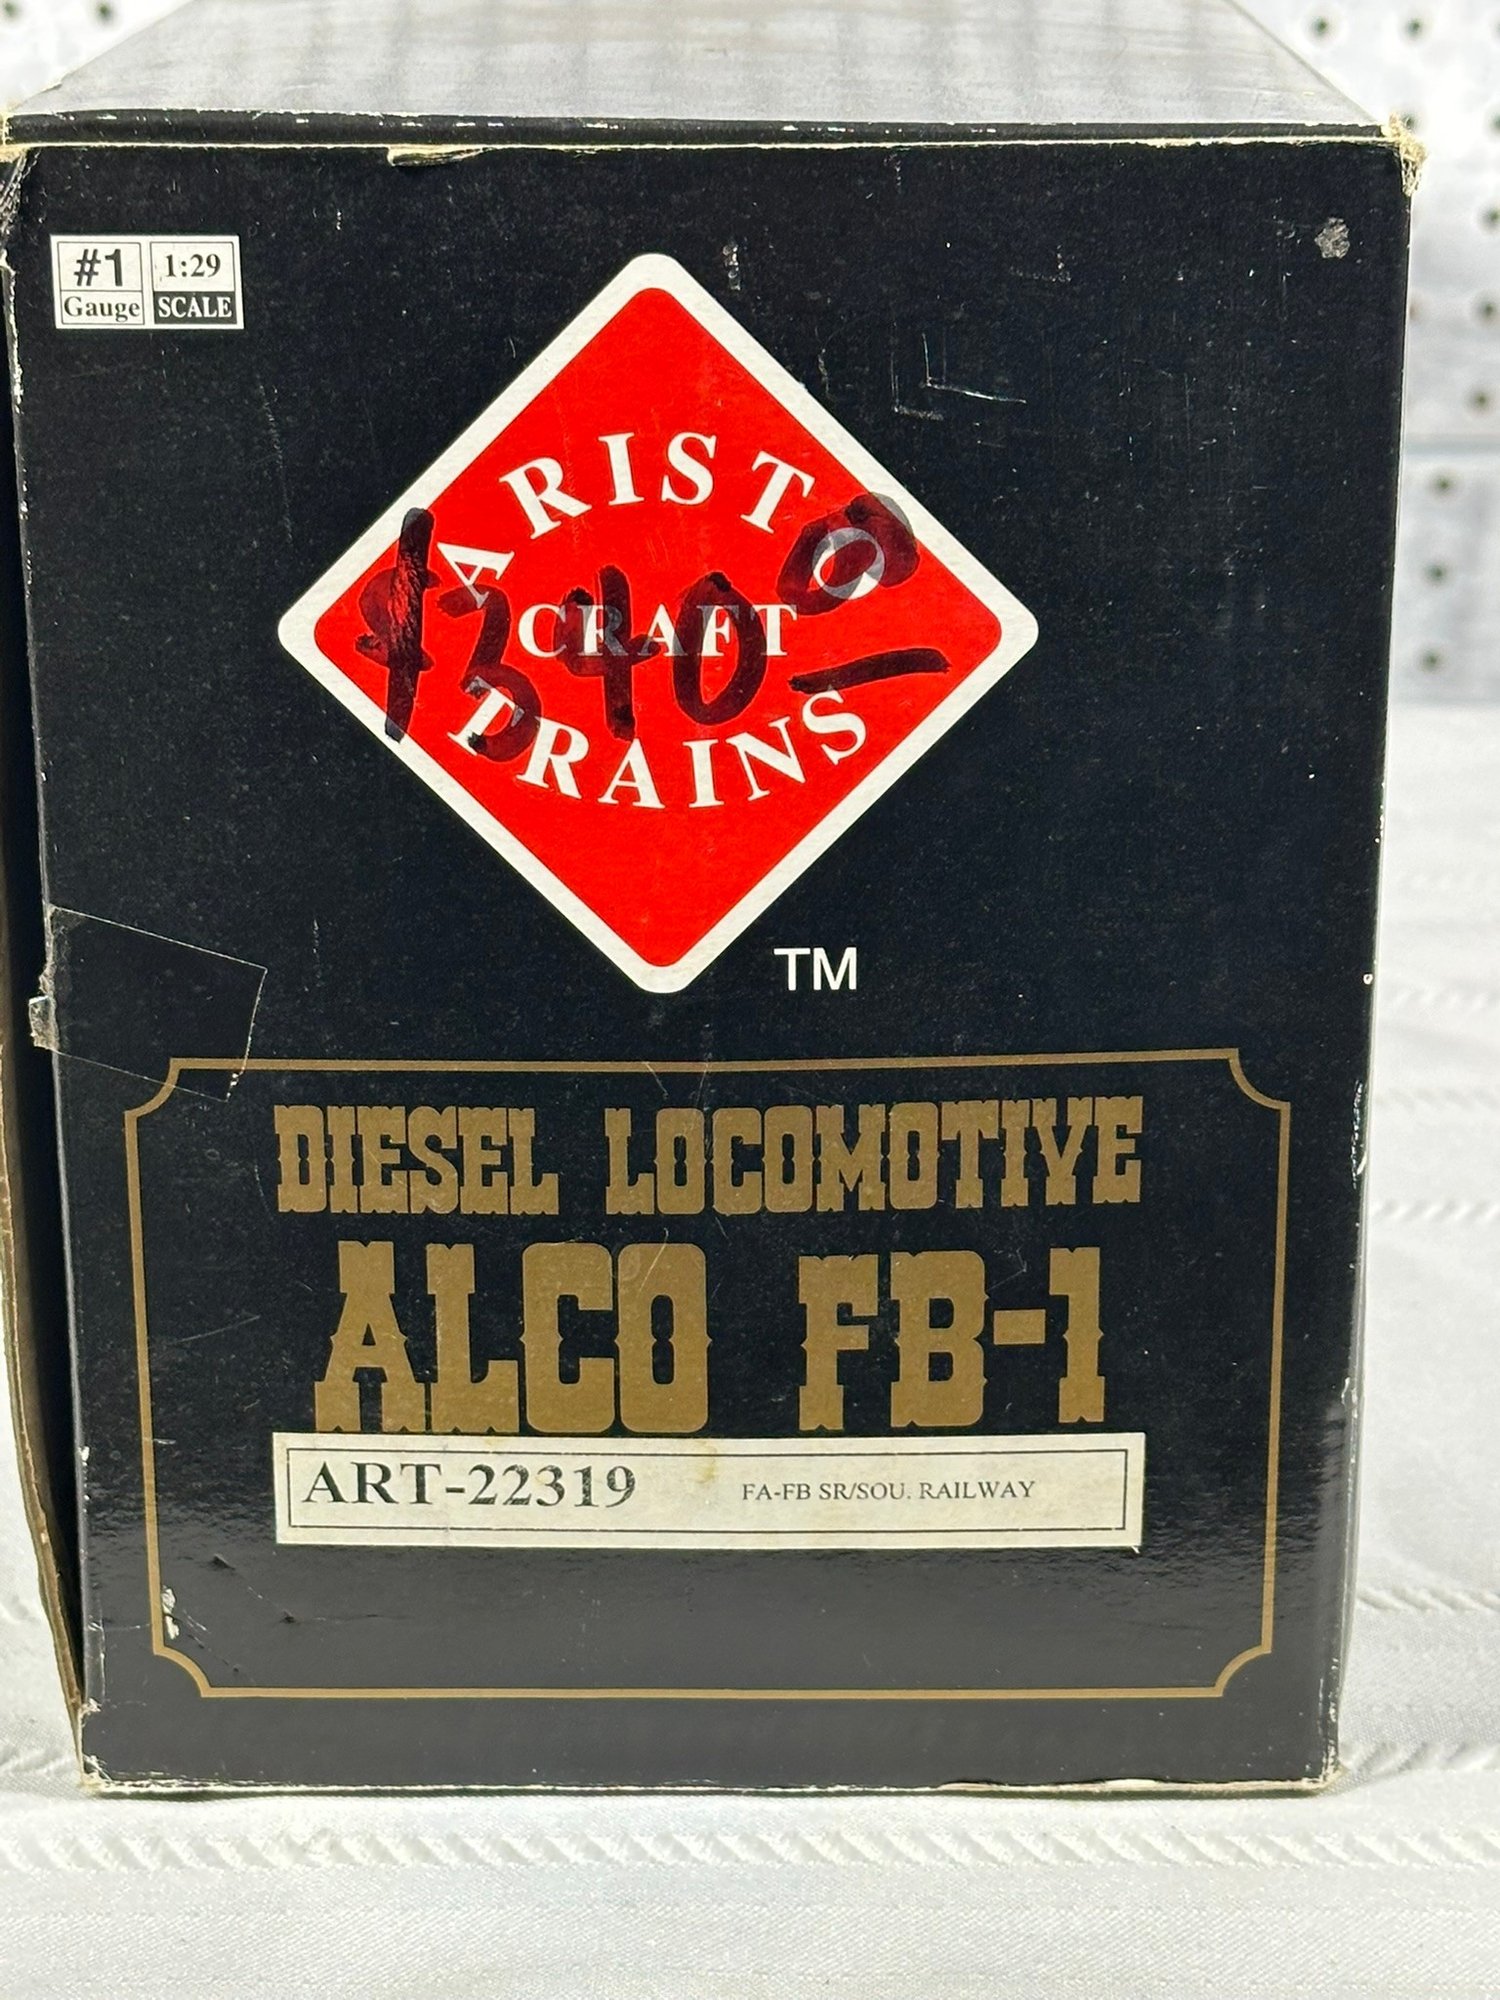 #1 1:29
Gauge SCALE
ARISTO
CRAFT
TRAINS
$3400
TM
DIESEL LOCOMOTIVE
ALCO FB-1
ART-22319 FA-FB SR/SOU. RAILWAY